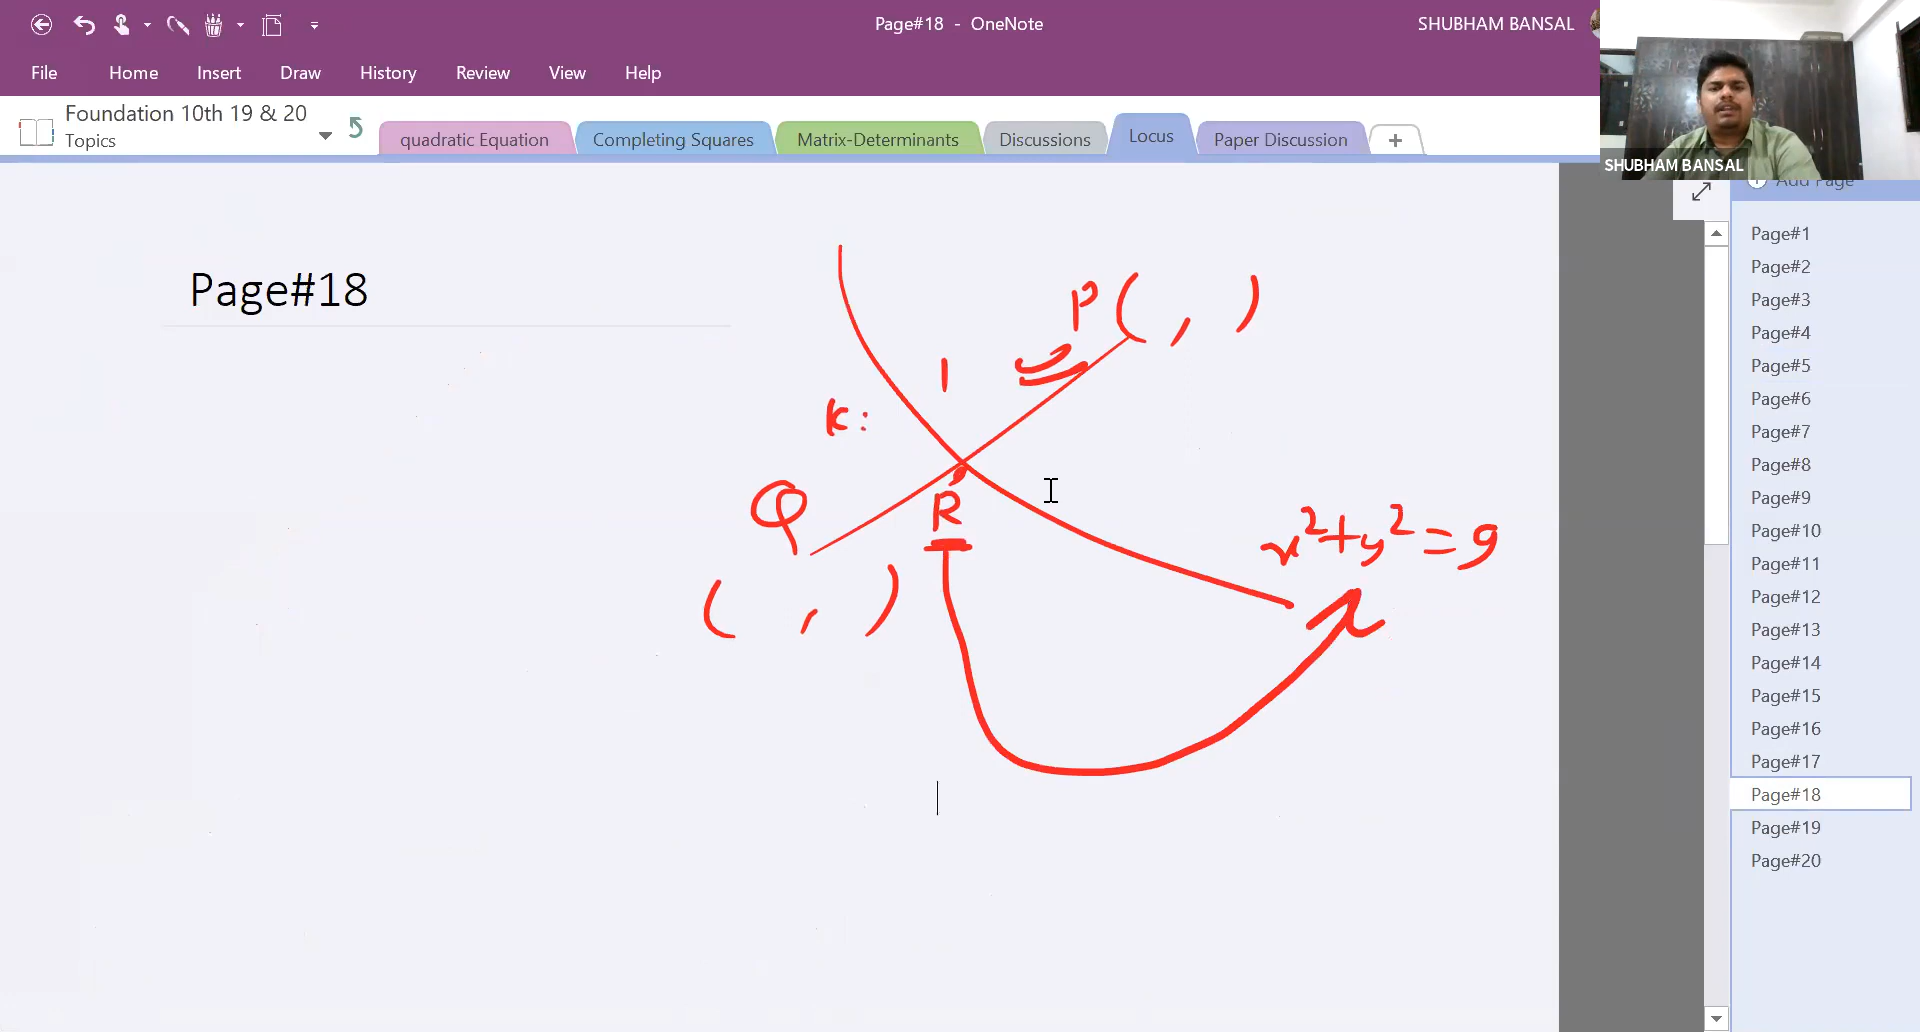 Page#18 - OneNote
SHUBHAM BANSAL
File Home Insert Draw History Review View Help
Foundation 10th 19 & 20
Topics
quadratic Equation Completing Squares Matrix-Determinants Discussions Locus Paper Discussion +
SHUBHAM BANSAL
Add Page
Page#1
Page#2
Page#3
Page#4
Page#5
Page#6
Page#7
Page#8
Page#9
Page#10
Page#11
Page#12
Page#13
Page#14
Page#15
Page#16
Page#17
Page#18
Page#19
Page#20
Page#18
P( , )
k: 1
Q
R
x²+y²=9
( , )